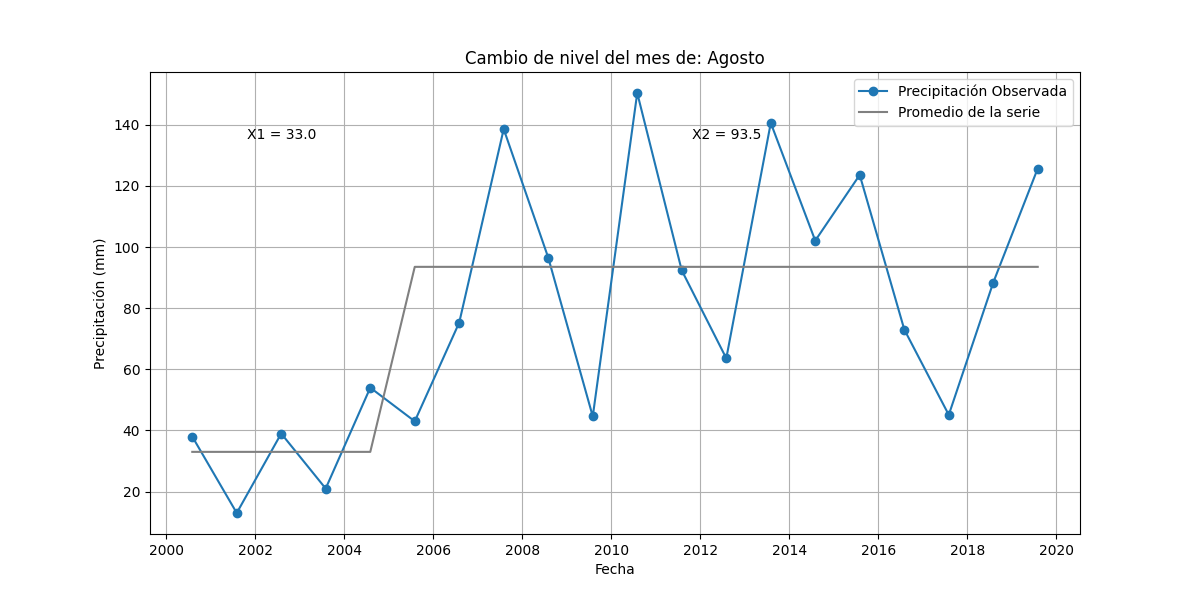 Cambio de nivel del mes de: Agosto
Precipitación Observada
Promedio de la serie
X1 = 33.0
X2 = 93.5
Precipitación (mm)
140
120
100
80
60
40
20
2000 2002 2004 2006 2008 2010 2012 2014 2016 2018 2020
Fecha